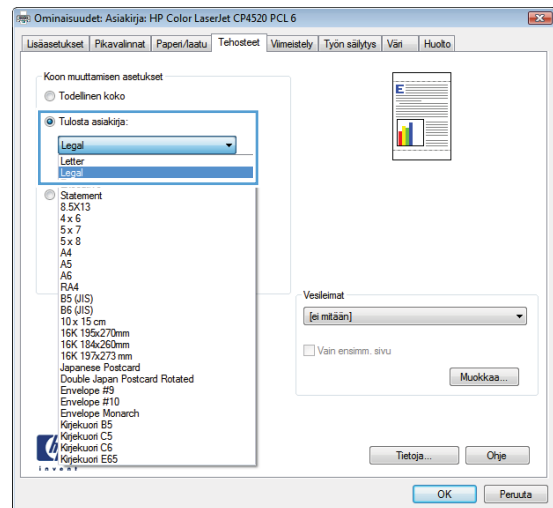 Ominaisuudet: Asiakirja: HP Color LaserJet CP4520 PCL 6
Lisäasetukset Pikavalinnat Paperi/laatu Tehosteet Viimeistely Työn säilytys Väri Huolto
Koon muuttamisen asetukset
Todellinen koko
Tulosta asiakirja:
Legal
Letter
Legal
Statement
8.5X13
4 x 6
5 x 7
5 x 8
A4
A5
A6
RA4
B5 (JIS)
B6 (JIS)
10 x 15 cm
16K 195x270mm
16K 184x260mm
16K 197x273 mm
Japanese Postcard
Double Japan Postcard Rotated
Envelope #9
Envelope #10
Envelope Monarch
Kirjekuori B5
Kirjekuori C5
Kirjekuori C6
Kirjekuori E65
E
Vesileimat
[ei mitään]
Vain ensimm. sivu
Muokkaa...
invent
Tietoja...
Ohje
OK
Peruuta